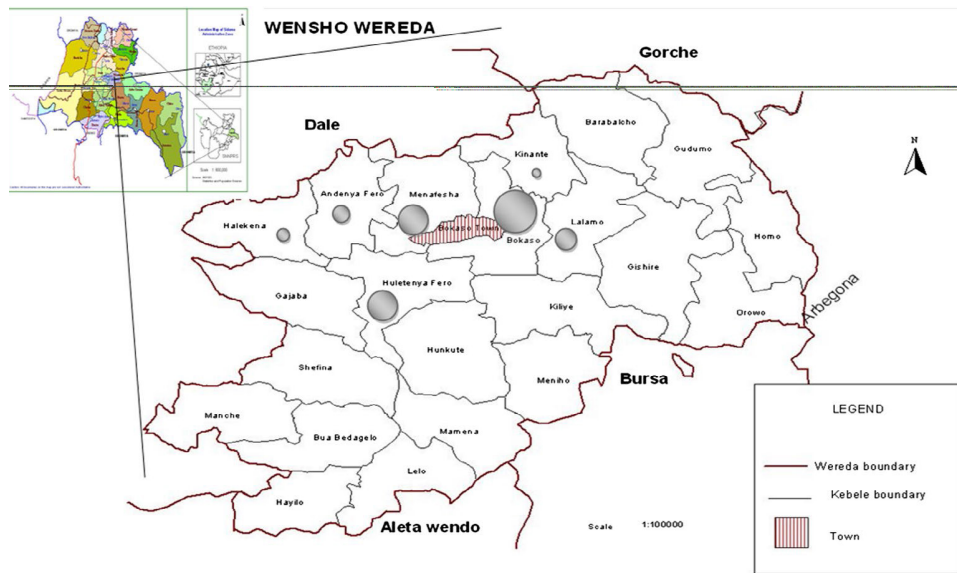 WENSHO WEREDA
Gorche
Dale
Barabalcho
Gudumo
Kinante
Andenya Fero
Menafesha
Halekena
Bokaso Town
Bokaso
Lalamo
Homo
Gishire
Gajaba
Huletenya Fero
Kiliye
Orowo
Arbegona
Hunkute
Shefina
Meniho
Bursa
Manche
Bua Bedagelo
Mamena
Lelo
Hayilo
Aleta wendo
Scale 1:100000
LEGEND
Wereda boundary
Kebele boundary
Town
N
ETHIOPIA
SNNPRS